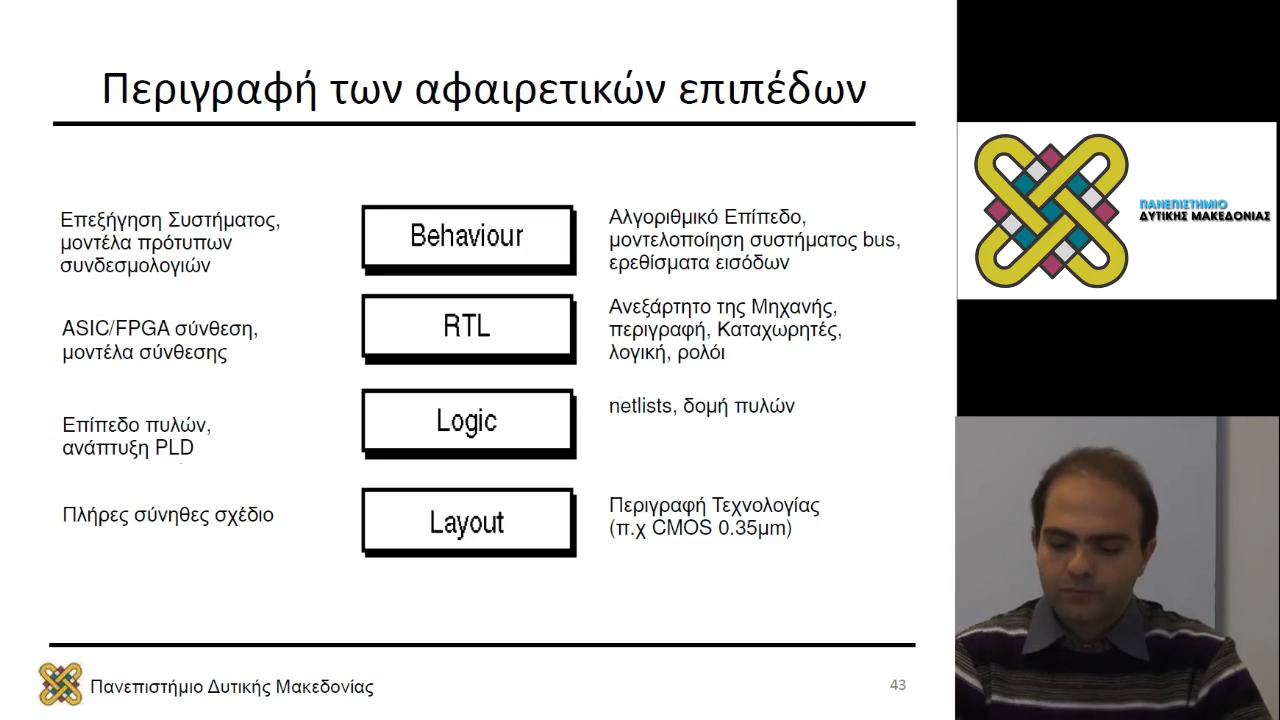 Περιγραφή των αφαιρετικών επιπέδων
Επεξήγηση Συστήματος,
μοντέλα πρότυπων
συνδεσμολογιών
Behaviour
Αλγοριθμικό Επίπεδο,
μοντελοποίηση συστήματος bus,
ερεθίσματα εισόδων
ASIC/FPGA σύνθεση,
μοντέλα σύνθεσης
RTL
Ανεξάρτητο της Μηχανής,
περιγραφή, Καταχωρητές,
λογική, ρολόι
Επίπεδο πυλών,
ανάπτυξη PLD
Logic
netlists, δομή πυλών
Πλήρες σύνηθες σχέδιο
Layout
Περιγραφή Τεχνολογίας
(π.χ CMOS 0.35μm)
Πανεπιστήμιο Δυτικής Μακεδονίας
43
ΠΑΝΕΠΙΣΤΗΜΙΟ
ΔΥΤΙΚΗΣ ΜΑΚΕΔΟΝΙΑΣ